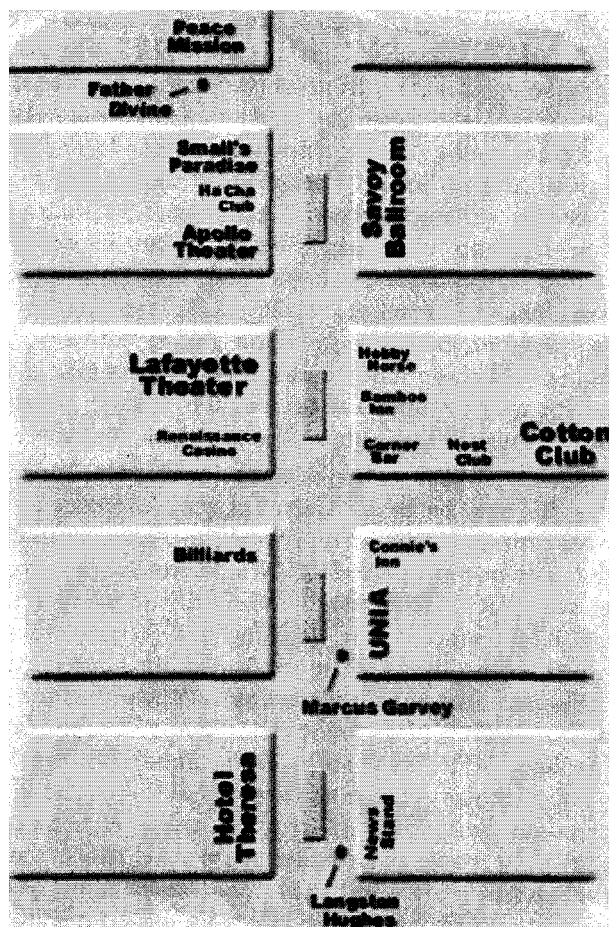 Peace
Mission
Father
Divine
Small's
Paradise
Ha Cha
Club
Apollo
Theater
Savoy
Ballroom
Lafayette
Theater
Renaissance
Casino
Hobby
Horse
Bamboo
Inn
Corner
Bar
Nest
Club
Cotton
Club
Billiards
Connie's
Inn
UNIA
Marcus Garvey
Hotel
Theresa
News
Stand
Langston
Hughes